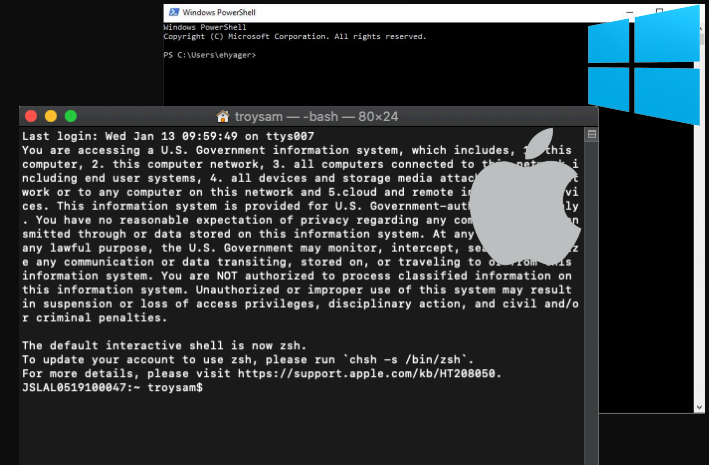 Windows PowerShell
Windows PowerShell
Copyright (C) Microsoft Corporation. All rights reserved.
PS C:\Users\ehyager>
troysam — -bash — 80×24
Last login: Wed Jan 13 09:59:49 on ttys007
You are accessing a U.S. Government information system, which includes, this
computer, 2. this computer network, 3. all computers connected to i
ncluding end user systems, 4. all devices and storage media t
work or to any computer on this network and 5.cloud and remote vi
ces. This information system is provided for U.S. ly
. You have no reasonable expectation of privacy regarding any n
smitted through or data stored on this information system. At any
any lawful purpose, the U.S. Government may monitor, intercept, z
e any communication or data transiting, stored on, or traveling to or from this
information system. You are NOT authorized to process classified information on
this information system. Unauthorized or improper use of this system may result
in suspension or loss of access privileges, disciplinary action, and civil and/o
r criminal penalties.
The default interactive shell is now zsh.
To update your account to use zsh, please run `chsh -s /bin/zsh`.
For more details, please visit https://support.apple.com/kb/HT208050.
JSLAL0519100047:~ troysam$